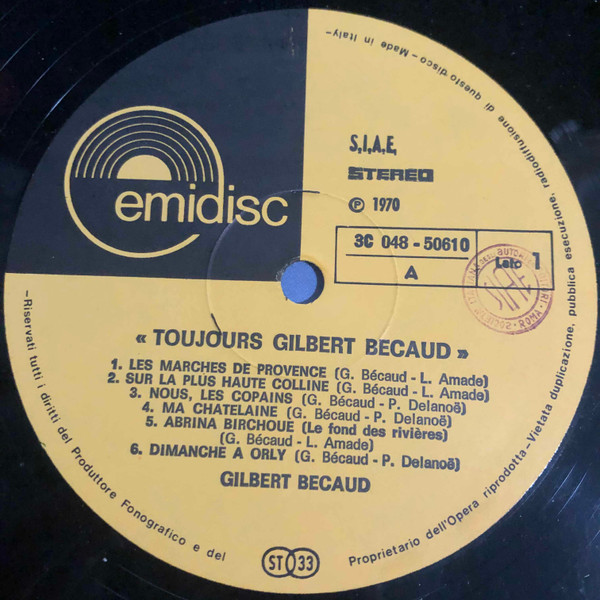 emidisc
S.I.A.E.
STEREO
℗ 1970
3C 048 - 50610
A
Lato 1
SIAE
ROMA
« TOUJOURS GILBERT BECAUD »
1. LES MARCHES DE PROVENCE (G. Bécaud - L. Amade)
2. SUR LA PLUS HAUTE COLLINE (G. Bécaud - L. Amade)
3. NOUS, LES COPAINS (G. Bécaud - P. Delanoë)
4. MA CHATELAINE (G. Bécaud - P. Delanoë)
5. ABRINA BIRCHOUE (Le fond des rivières)
(G. Bécaud - L. Amade)
6. DIMANCHE A ORLY (G. Bécaud - P. Delanoë)
GILBERT BECAUD
ST 33
-Riservati tutti i diritti del Produttore Fonografico e del Proprietario dell'Opera riprodotta-Vietata duplicazione, pubblica esecuzione, radiodiffusione di questo disco - Made in Italy-